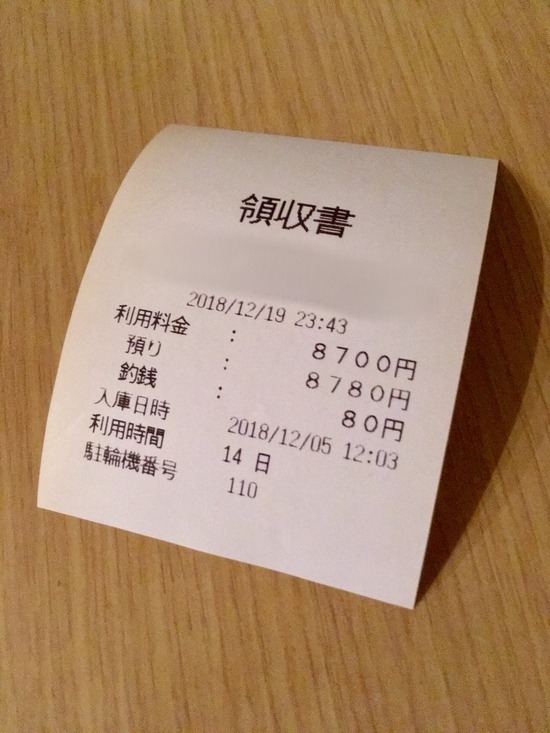 領収書
2018/12/19 23:43
利用料金 : 8700円
預り : 8780円
釣銭 : 80円
入庫日時 2018/12/05 12:03
利用時間 14 日
駐輪機番号 110